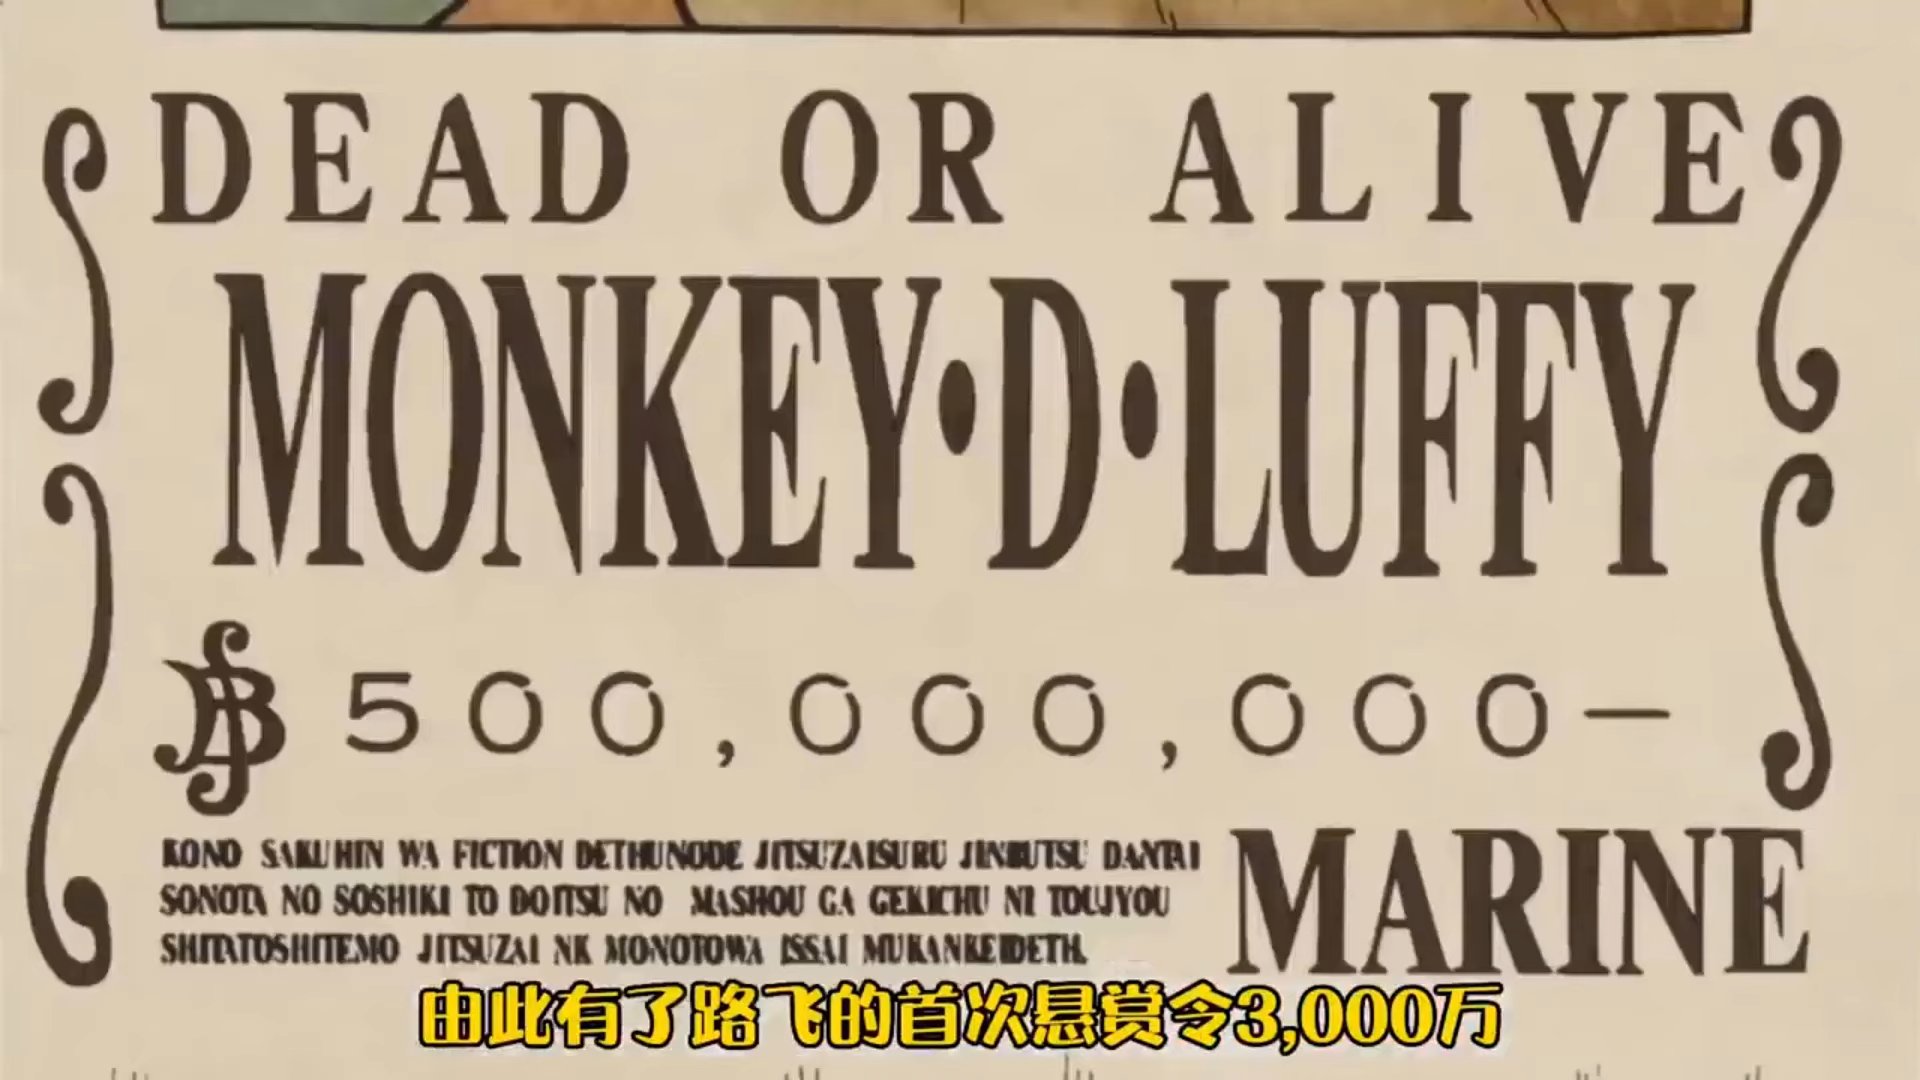 DEAD OR ALIVE
MONKEY•D•LUFFY
฿500,000,000—
KONO SAKUHIN WA FICTION DETHUNODE JITSUZAISURU JINBUTSU DANTAI
SONOTA NO SOSHIKI TO DOITSU NO MASHOU GA GEKICHU NI TOUJYOU
SHITATOSHITEMO JITSUZAI NK MONOTOWA ISSAI MUKANKEIDETH.
MARINE
由此有了路飞的首次悬赏令3,000万